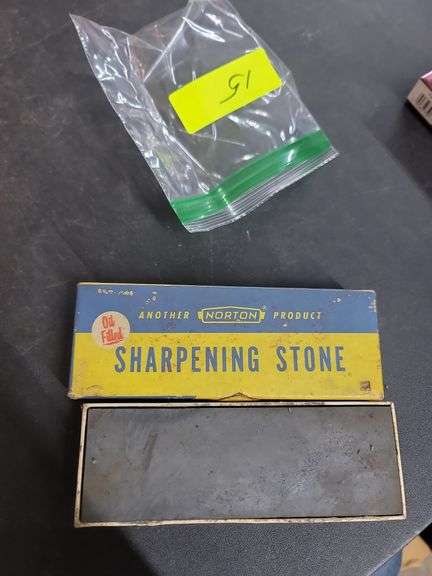 15
ANOTHER NORTON PRODUCT
Oil
Filled
SHARPENING STONE